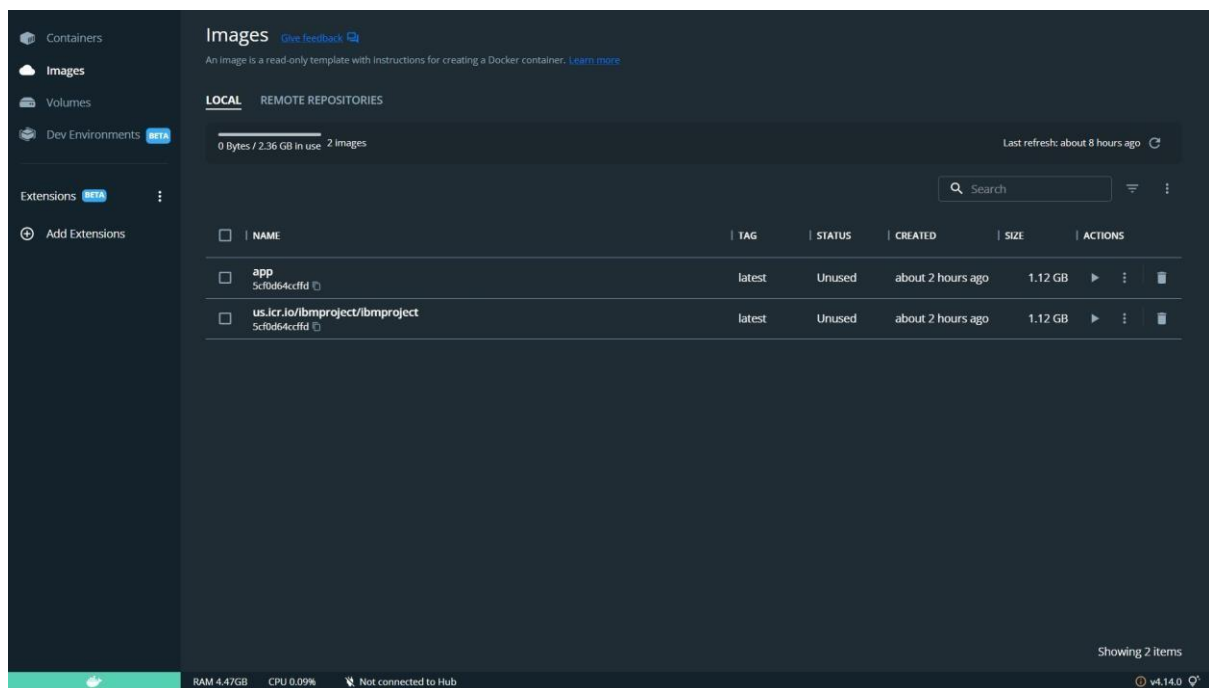 Containers
Images
Volumes
Dev Environments BETA
Extensions BETA
Add Extensions
Images Give feedback
An image is a read-only template with instructions for creating a Docker container. Learn more
LOCAL REMOTE REPOSITORIES
0 Bytes / 2.36 GB in use 2 images Last refresh: about 8 hours ago
Search
NAME TAG STATUS CREATED SIZE ACTIONS
app latest Unused about 2 hours ago 1.12 GB
5cf0d64ccffd
us.icr.io/ibmproject/ibmproject latest Unused about 2 hours ago 1.12 GB
5cf0d64ccffd
Showing 2 items
RAM 4.47GB CPU 0.09% Not connected to Hub v4.14.0